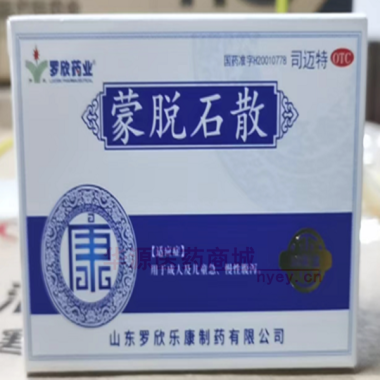 罗欣药业
国药准字H20010778 司迈特 OTC
蒙脱石散
康
【适应症】
用于成人及儿童急、慢性腹泻。
hyey.cn
山东罗欣乐康制药有限公司